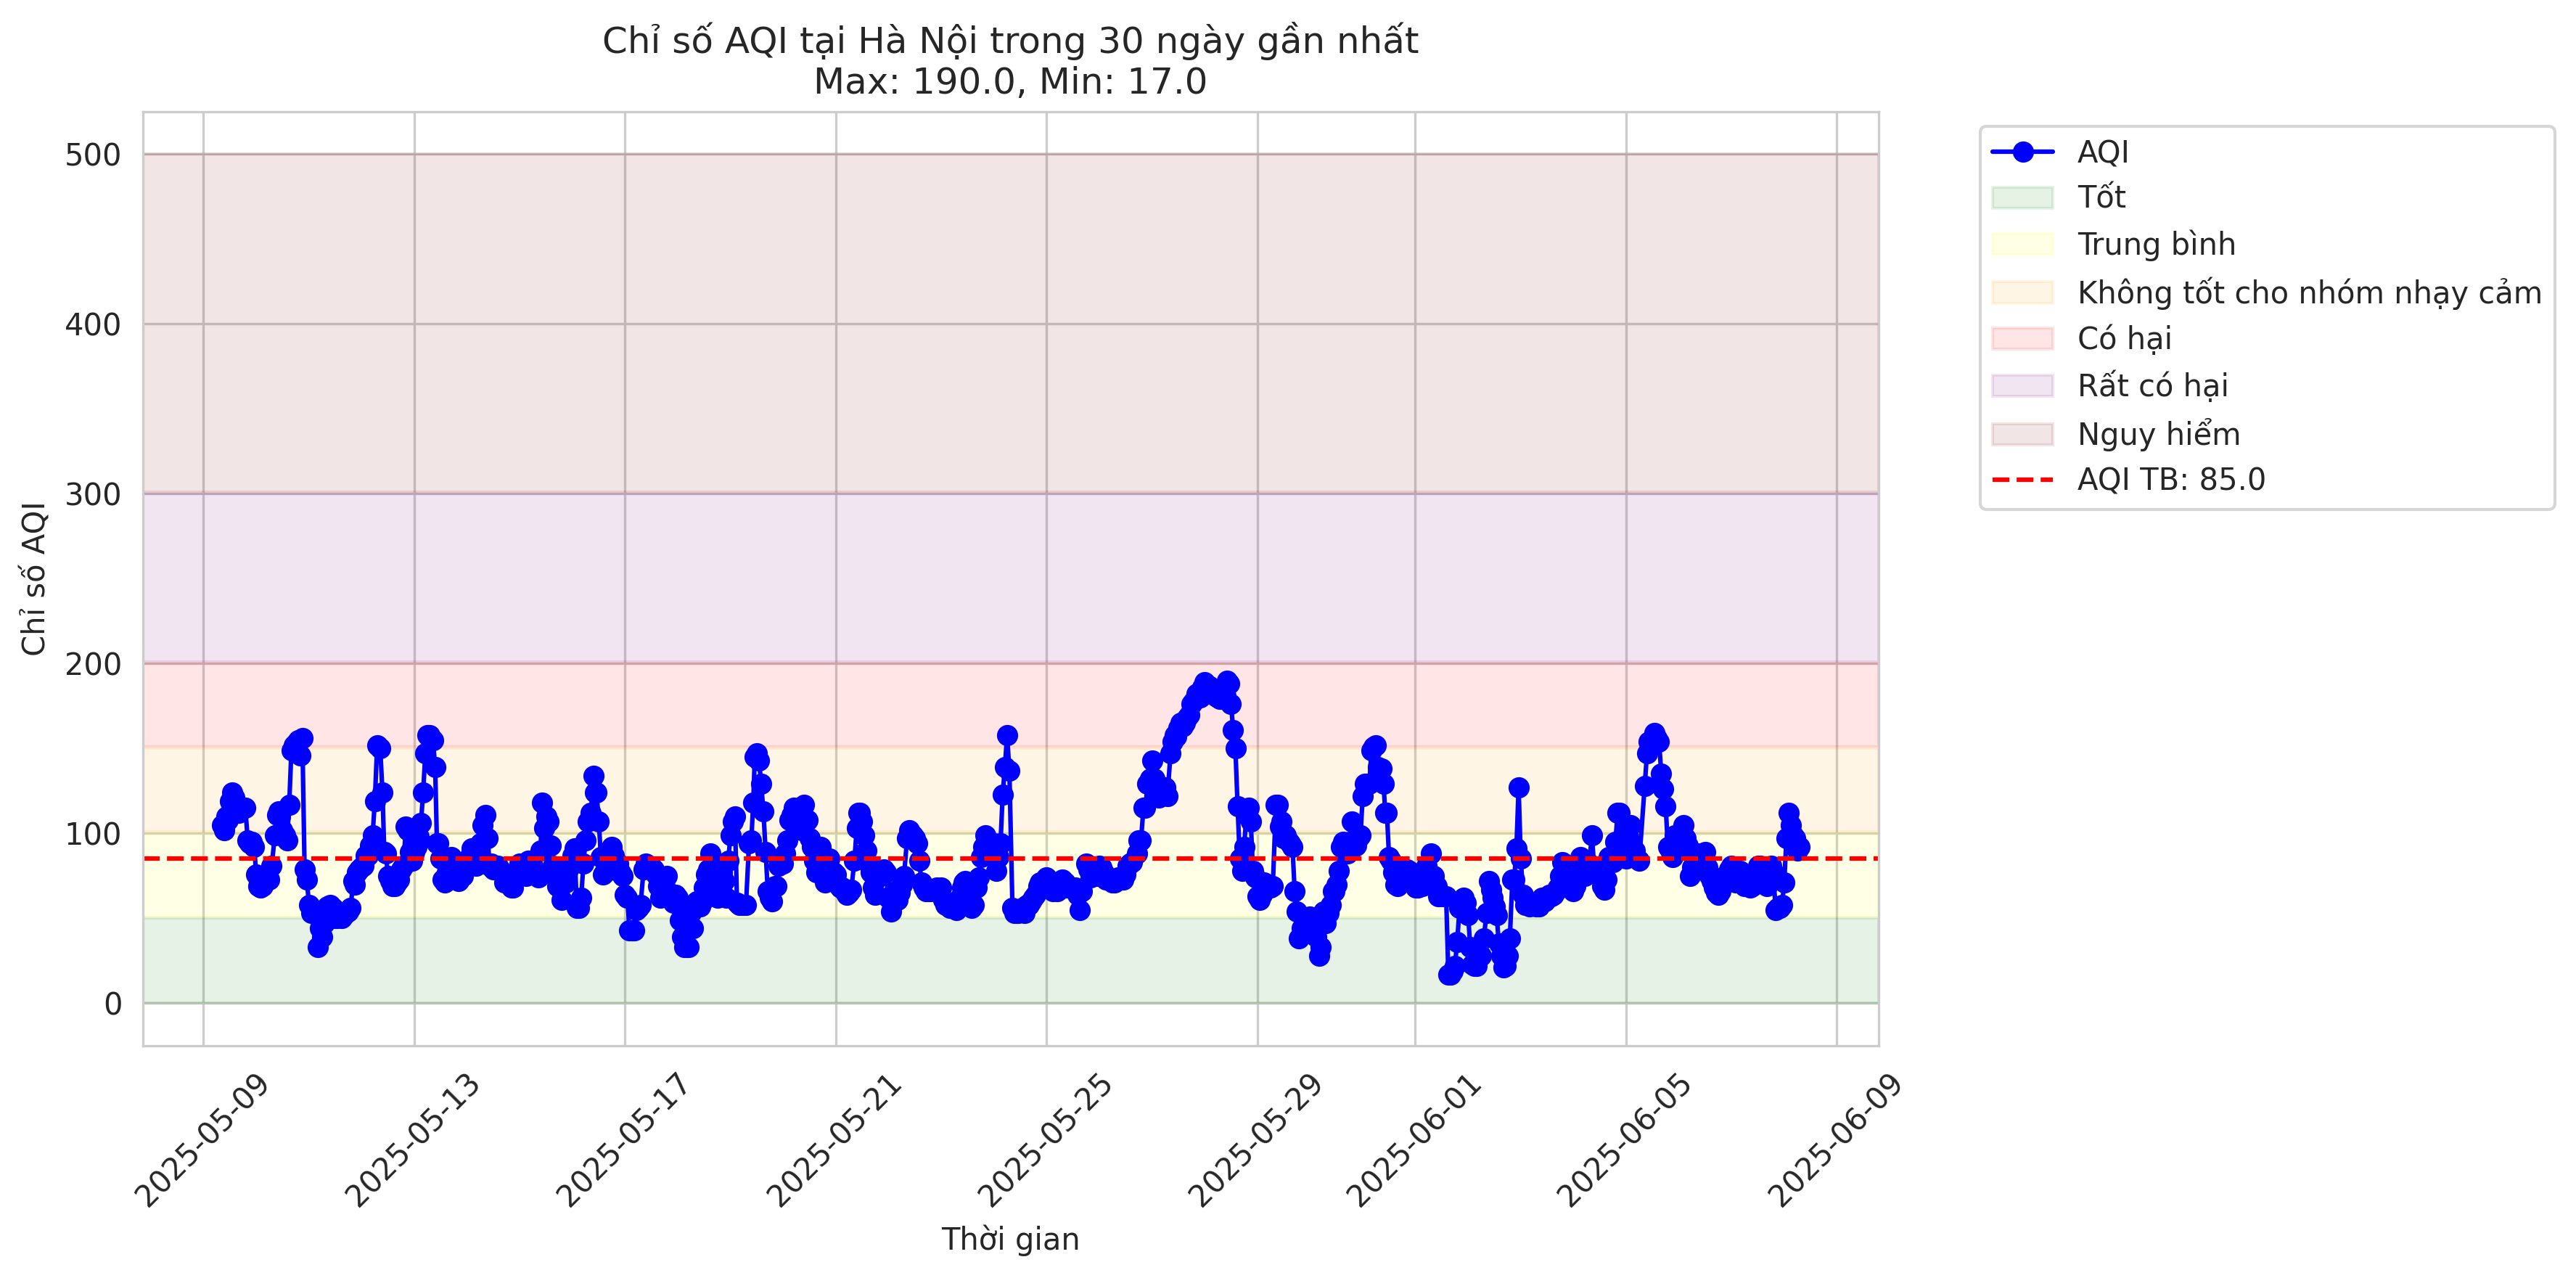 Chỉ số AQI tại Hà Nội trong 30 ngày gần nhất
Max: 190.0, Min: 17.0
Chỉ số AQI
500
400
300
200
100
0
2025-05-09
2025-05-13
2025-05-17
2025-05-21
2025-05-25
2025-05-29
2025-06-01
2025-06-05
2025-06-09
Thời gian
AQI
Tốt
Trung bình
Không tốt cho nhóm nhạy cảm
Có hại
Rất có hại
Nguy hiểm
AQI TB: 85.0